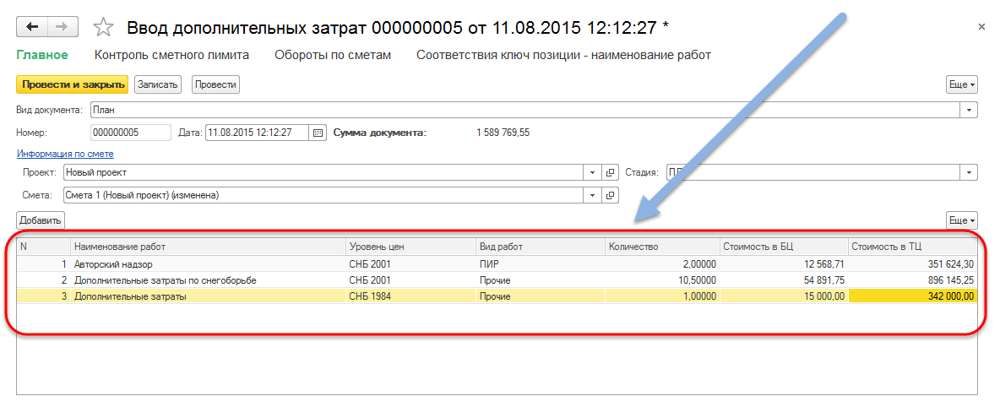 Ввод дополнительных затрат 000000005 от 11.08.2015 12:12:27 *
Главное Контроль сметного лимита Обороты по сметам Соответствия ключ позиции - наименование работ
Провести и закрыть Записать Провести Еще
Вид документа: План
Номер: 000000005 Дата: 11.08.2015 12:12:27 Сумма документа: 1 589 769,55
Информация по смете
Проект: Новый проект Стадия:
Смета: Смета 1 (Новый проект) (изменена)
Добавить Еще
N Наименование работ Уровень цен Вид работ Количество Стоимость в БЦ Стоимость в ТЦ
1 Авторский надзор СНБ 2001 ПИР 2,00000 12 568,71 351 624,30
2 Дополнительные затраты по снегоборьбе СНБ 2001 Прочие 10,50000 54 891,75 896 145,25
3 Дополнительные затраты СНБ 1984 Прочие 1,00000 15 000,00 342 000,00